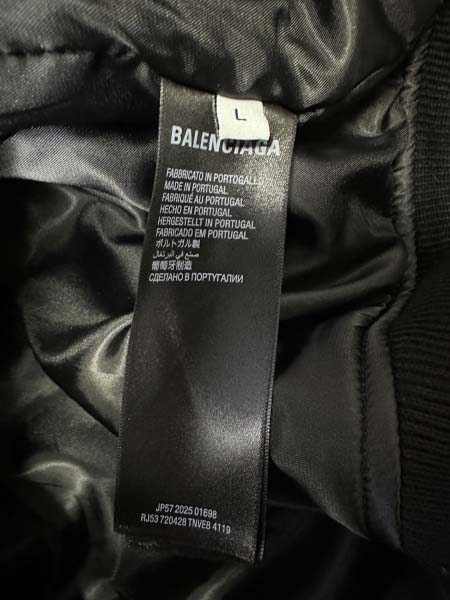 L
BALENCIAGA
FABBRICATO IN PORTOGALLO
MADE IN PORTUGAL
FABRIQUÉ AU PORTUGAL
HECHO EN PORTUGAL
HERGESTELLT IN PORTUGAL
FABRICADO EM PORTUGAL
ポルトガル製
صنع في البرتغال
葡萄牙制造
СДЕЛАНО В ПОРТУГАЛИИ
JP57 2025 01698
RJ53 720428 TNVE8 4119